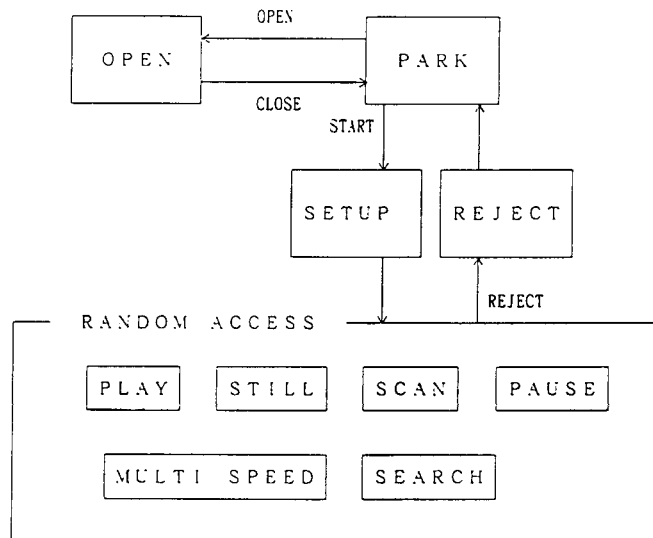 OPEN
OPEN PARK
CLOSE
START
SETUP REJECT
REJECT
RANDOM ACCESS
PLAY STILL SCAN PAUSE
MULTI SPEED SEARCH